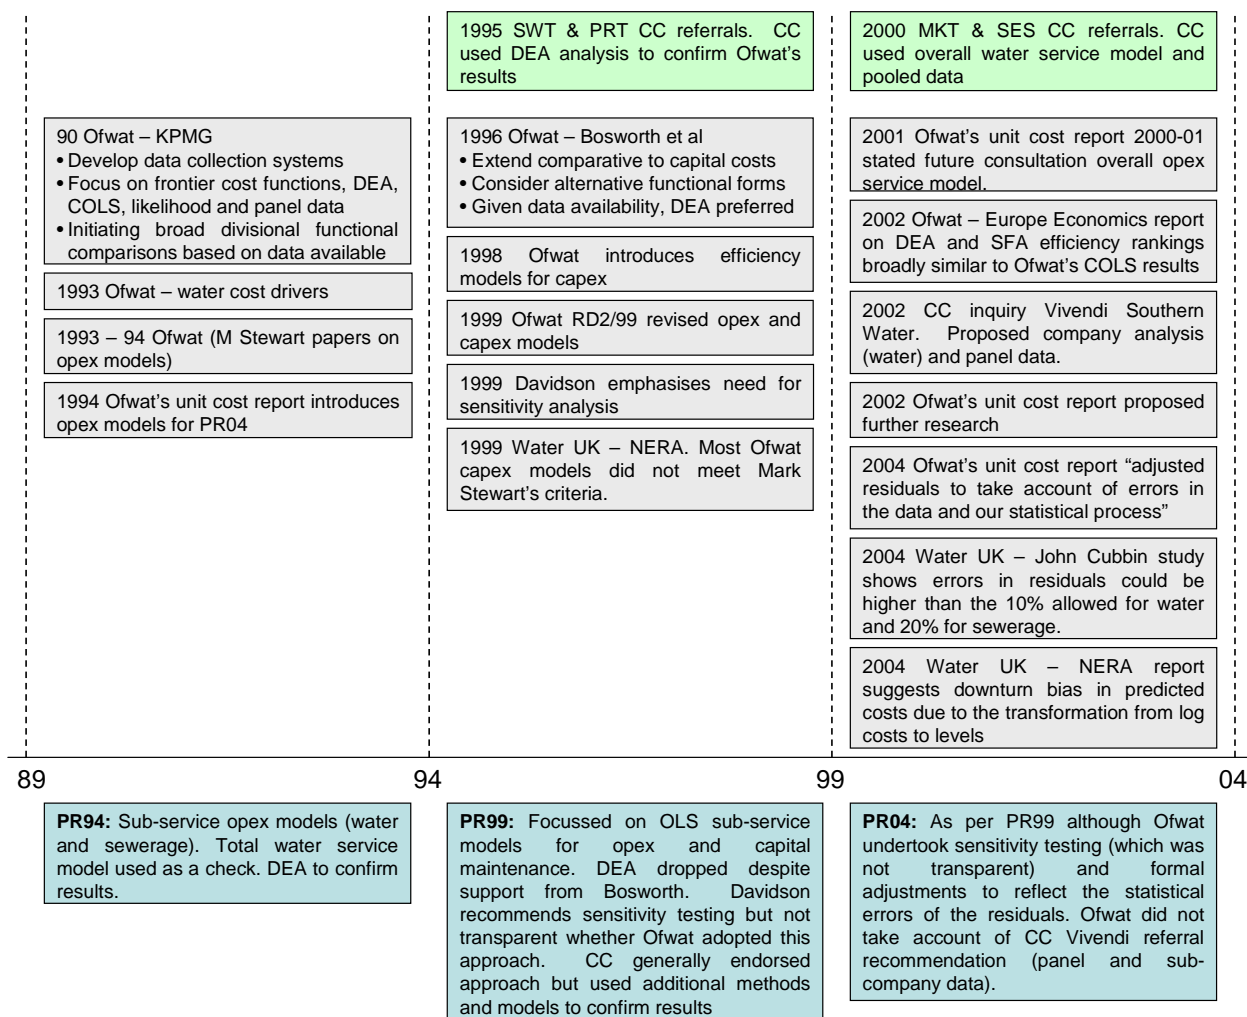 1995 SWT & PRT CC referrals. CC
used DEA analysis to confirm Ofwat's
results
2000 MKT & SES CC referrals. CC
used overall water service model and
pooled data
90 Ofwat – KPMG
• Develop data collection systems
• Focus on frontier cost functions, DEA,
COLS, likelihood and panel data
• Initiating broad divisional functional
comparisons based on data available
1993 Ofwat – water cost drivers
1993 – 94 Ofwat (M Stewart papers on
opex models)
1994 Ofwat's unit cost report introduces
opex models for PR04
1996 Ofwat – Bosworth et al
• Extend comparative to capital costs
• Consider alternative functional forms
• Given data availability, DEA preferred
1998 Ofwat introduces efficiency
models for capex
1999 Ofwat RD2/99 revised opex and
capex models
1999 Davidson emphasises need for
sensitivity analysis
1999 Water UK – NERA. Most Ofwat
capex models did not meet Mark
Stewart's criteria.
2001 Ofwat's unit cost report 2000-01
stated future consultation overall opex
service model.
2002 Ofwat – Europe Economics report
on DEA and SFA efficiency rankings
broadly similar to Ofwat's COLS results
2002 CC inquiry Vivendi Southern
Water. Proposed company analysis
(water) and panel data.
2002 Ofwat's unit cost report proposed
further research
2004 Ofwat's unit cost report "adjusted
residuals to take account of errors in
the data and our statistical process"
2004 Water UK – John Cubbin study
shows errors in residuals could be
higher than the 10% allowed for water
and 20% for sewerage.
2004 Water UK – NERA report
suggests downturn bias in predicted
costs due to the transformation from log
costs to levels
89
94
99
04
PR94: Sub-service opex models (water
and sewerage). Total water service
model used as a check. DEA to confirm
results.
PR99: Focussed on OLS sub-service
models for opex and capital
maintenance. DEA dropped despite
support from Bosworth. Davidson
recommends sensitivity testing but not
transparent whether Ofwat adopted this
approach. CC generally endorsed
approach but used additional methods
and models to confirm results
PR04: As per PR99 although Ofwat
undertook sensitivity testing (which was
not transparent) and formal
adjustments to reflect the statistical
errors of the residuals. Ofwat did not
take account of CC Vivendi referral
recommendation (panel and sub-
company data).